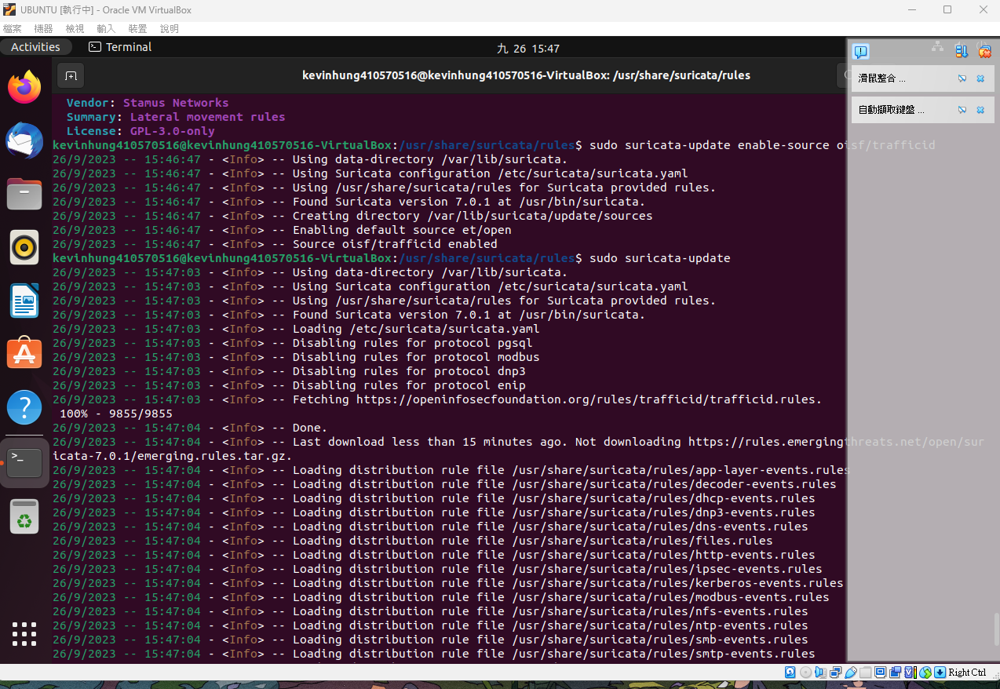 UBUNTU [執行中] - Oracle VM VirtualBox
檔案 機器 檢視 輸入 裝置 說明
Activities Terminal 九 26 15:47
kevinhung410570516@kevinhung410570516-VirtualBox: /usr/share/suricata/rules
滑鼠整合 ...
自動擷取鍵盤 ...
Vendor: Stamus Networks
Summary: Lateral movement rules
License: GPL-3.0-only
kevinhung410570516@kevinhung410570516-VirtualBox:/usr/share/suricata/rules$ sudo suricata-update enable-source oisf/trafficid
26/9/2023 -- 15:46:47 - <Info> -- Using data-directory /var/lib/suricata.
26/9/2023 -- 15:46:47 - <Info> -- Using Suricata configuration /etc/suricata/suricata.yaml
26/9/2023 -- 15:46:47 - <Info> -- Using /usr/share/suricata/rules for Suricata provided rules.
26/9/2023 -- 15:46:47 - <Info> -- Found Suricata version 7.0.1 at /usr/bin/suricata.
26/9/2023 -- 15:46:47 - <Info> -- Creating directory /var/lib/suricata/update/sources
26/9/2023 -- 15:46:47 - <Info> -- Enabling default source et/open
26/9/2023 -- 15:46:47 - <Info> -- Source oisf/trafficid enabled
kevinhung410570516@kevinhung410570516-VirtualBox:/usr/share/suricata/rules$ sudo suricata-update
26/9/2023 -- 15:47:03 - <Info> -- Using data-directory /var/lib/suricata.
26/9/2023 -- 15:47:03 - <Info> -- Using Suricata configuration /etc/suricata/suricata.yaml
26/9/2023 -- 15:47:03 - <Info> -- Using /usr/share/suricata/rules for Suricata provided rules.
26/9/2023 -- 15:47:03 - <Info> -- Found Suricata version 7.0.1 at /usr/bin/suricata.
26/9/2023 -- 15:47:03 - <Info> -- Loading /etc/suricata/suricata.yaml
26/9/2023 -- 15:47:03 - <Info> -- Disabling rules for protocol pgsql
26/9/2023 -- 15:47:03 - <Info> -- Disabling rules for protocol modbus
26/9/2023 -- 15:47:03 - <Info> -- Disabling rules for protocol dnp3
26/9/2023 -- 15:47:03 - <Info> -- Disabling rules for protocol enip
26/9/2023 -- 15:47:03 - <Info> -- Fetching https://openinfosecfoundation.org/rules/trafficid/trafficid.rules.
100% - 9855/9855
26/9/2023 -- 15:47:04 - <Info> -- Done.
26/9/2023 -- 15:47:04 - <Info> -- Last download less than 15 minutes ago. Not downloading https://rules.emergingthreats.net/open/sur
icata-7.0.1/emerging.rules.tar.gz.
26/9/2023 -- 15:47:04 - <Info> -- Loading distribution rule file /usr/share/suricata/rules/app-layer-events.rules
26/9/2023 -- 15:47:04 - <Info> -- Loading distribution rule file /usr/share/suricata/rules/decoder-events.rules
26/9/2023 -- 15:47:04 - <Info> -- Loading distribution rule file /usr/share/suricata/rules/dhcp-events.rules
26/9/2023 -- 15:47:04 - <Info> -- Loading distribution rule file /usr/share/suricata/rules/dnp3-events.rules
26/9/2023 -- 15:47:04 - <Info> -- Loading distribution rule file /usr/share/suricata/rules/dns-events.rules
26/9/2023 -- 15:47:04 - <Info> -- Loading distribution rule file /usr/share/suricata/rules/files.rules
26/9/2023 -- 15:47:04 - <Info> -- Loading distribution rule file /usr/share/suricata/rules/http-events.rules
26/9/2023 -- 15:47:04 - <Info> -- Loading distribution rule file /usr/share/suricata/rules/ipsec-events.rules
26/9/2023 -- 15:47:04 - <Info> -- Loading distribution rule file /usr/share/suricata/rules/kerberos-events.rules
26/9/2023 -- 15:47:04 - <Info> -- Loading distribution rule file /usr/share/suricata/rules/modbus-events.rules
26/9/2023 -- 15:47:04 - <Info> -- Loading distribution rule file /usr/share/suricata/rules/nfs-events.rules
26/9/2023 -- 15:47:04 - <Info> -- Loading distribution rule file /usr/share/suricata/rules/ntp-events.rules
26/9/2023 -- 15:47:04 - <Info> -- Loading distribution rule file /usr/share/suricata/rules/smb-events.rules
26/9/2023 -- 15:47:04 - <Info> -- Loading distribution rule file /usr/share/suricata/rules/smtp-events.rules
Right Ctrl